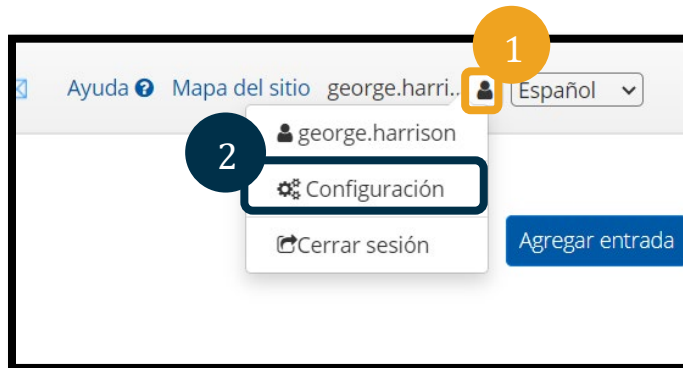 1
Ayuda Mapa del sitio george.harri.. Español
george.harrison
2
Configuración
Cerrar sesión
Agregar entrada